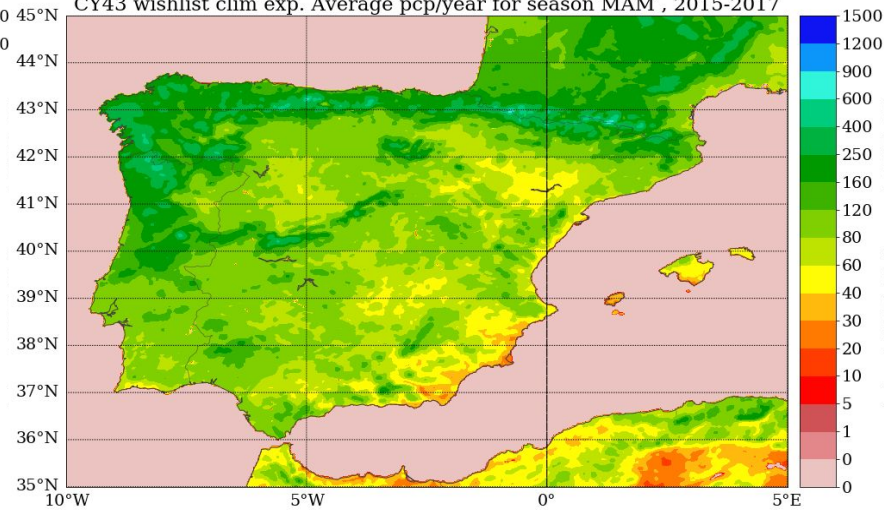 CY43 wishlist clim exp. Average pcp/year for season MAM , 2015-2017
0
0
45°N
44°N
43°N
42°N
41°N
40°N
39°N
38°N
37°N
36°N
35°N
10°W
5°W
0°
5°E
1500
1200
900
600
400
250
160
120
80
60
40
30
20
10
5
1
0
0